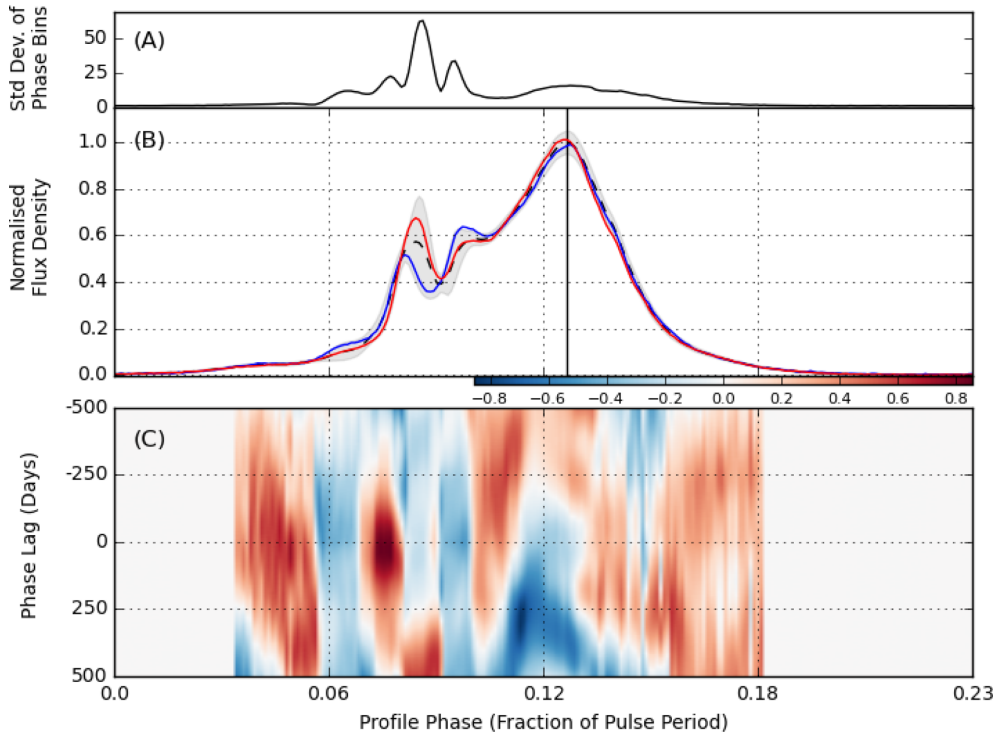 Std Dev. of
Phase Bins
50
25
0
(A)
Normalised
Flux Density
1.0
0.8
0.6
0.4
0.2
0.0
(B)
−0.8 −0.6 −0.4 −0.2 0.0 0.2 0.4 0.6 0.8
Phase Lag (Days)
-500
-250
0
250
500
(C)
0.0 0.06 0.12 0.18 0.23
Profile Phase (Fraction of Pulse Period)